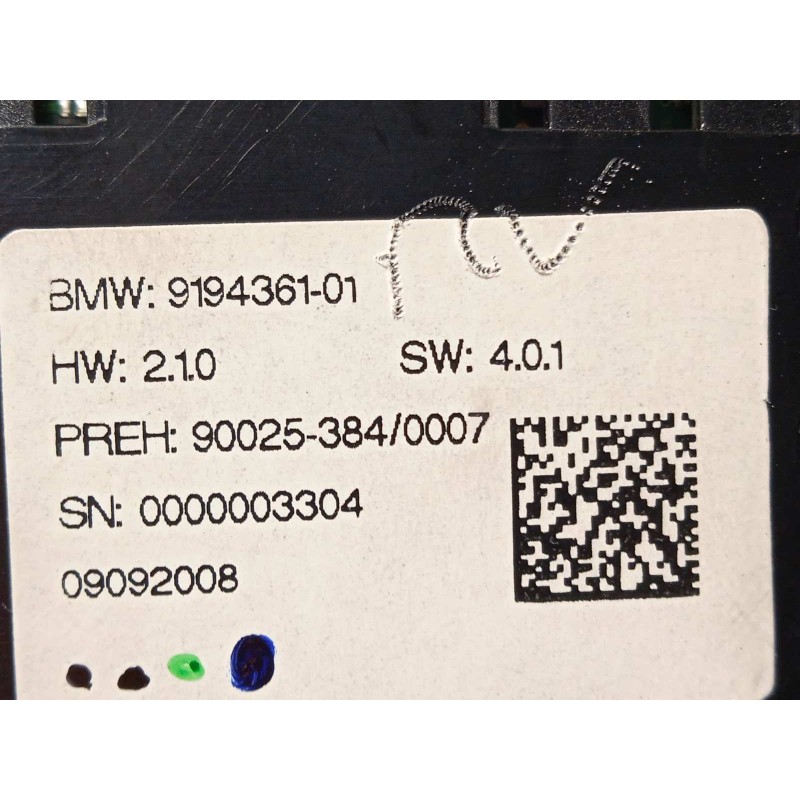 BMW: 9194361-01
HW: 2.1.0 SW: 4.0.1
PREH: 90025-384/0007
SN: 0000003304
09092008